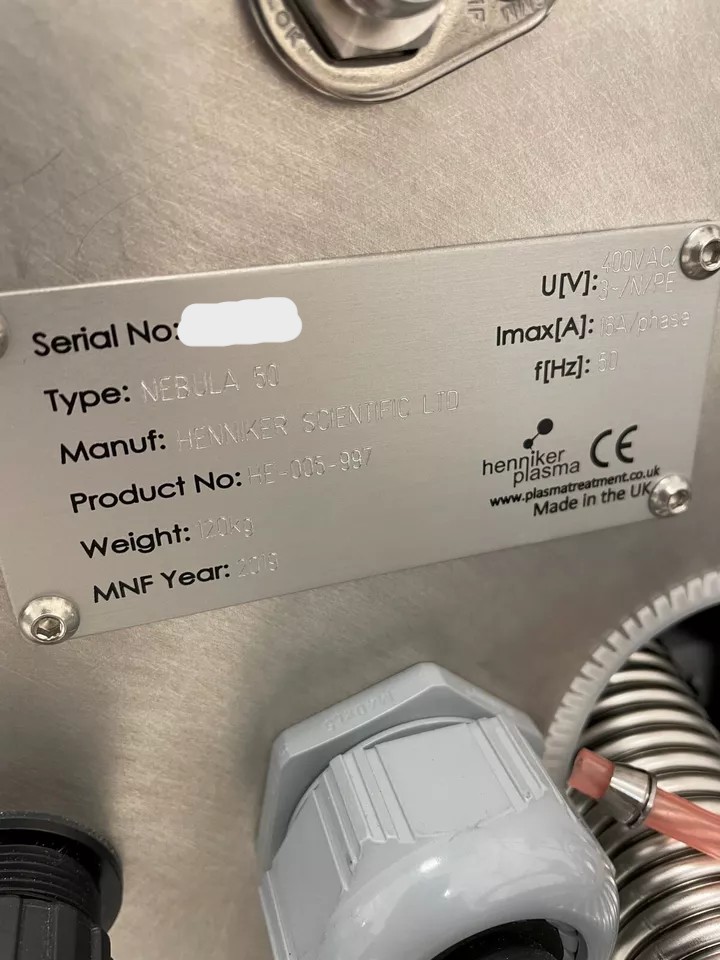 Serial No:
Type: NEBULA 50
Manuf: HENNIKER SCIENTIFIC LTD
Product No: HE-005-997
Weight: 120kg
MNF Year: 2019
U[V]: 400VAC/
3~/N/PE
Imax[A]: 16A/phase
f[Hz]: 50
henniker
plasma
CE
www.plasmatreatment.co.uk
Made in the UK